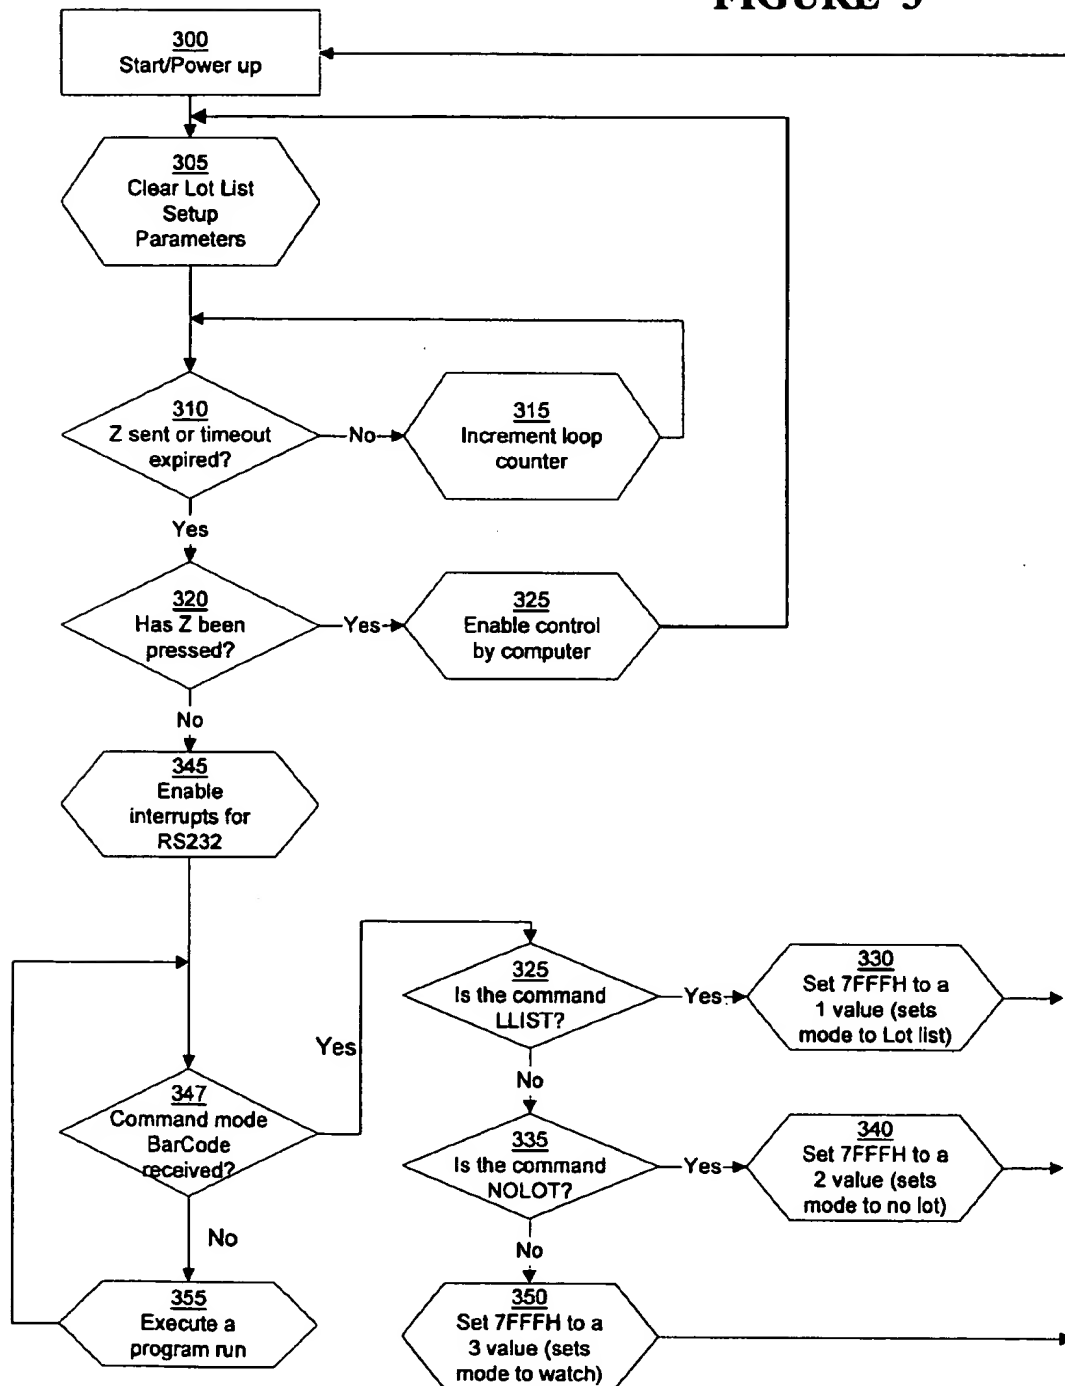 FIGURE 3
300
Start/Power up
305
Clear Lot List
Setup
Parameters
310
Z sent or timeout
expired?
No
315
Increment loop
counter
Yes
320
Has Z been
pressed?
Yes
325
Enable control
by computer
No
345
Enable
interrupts for
RS232
347
Command mode
BarCode
received?
Yes
325
Is the command
LLIST?
Yes
330
Set 7FFFH to a
1 value (sets
mode to Lot list)
No
335
Is the command
NOLOT?
Yes
340
Set 7FFFH to a
2 value (sets
mode to no lot)
No
350
Set 7FFFH to a
3 value (sets
mode to watch)
No
355
Execute a
program run